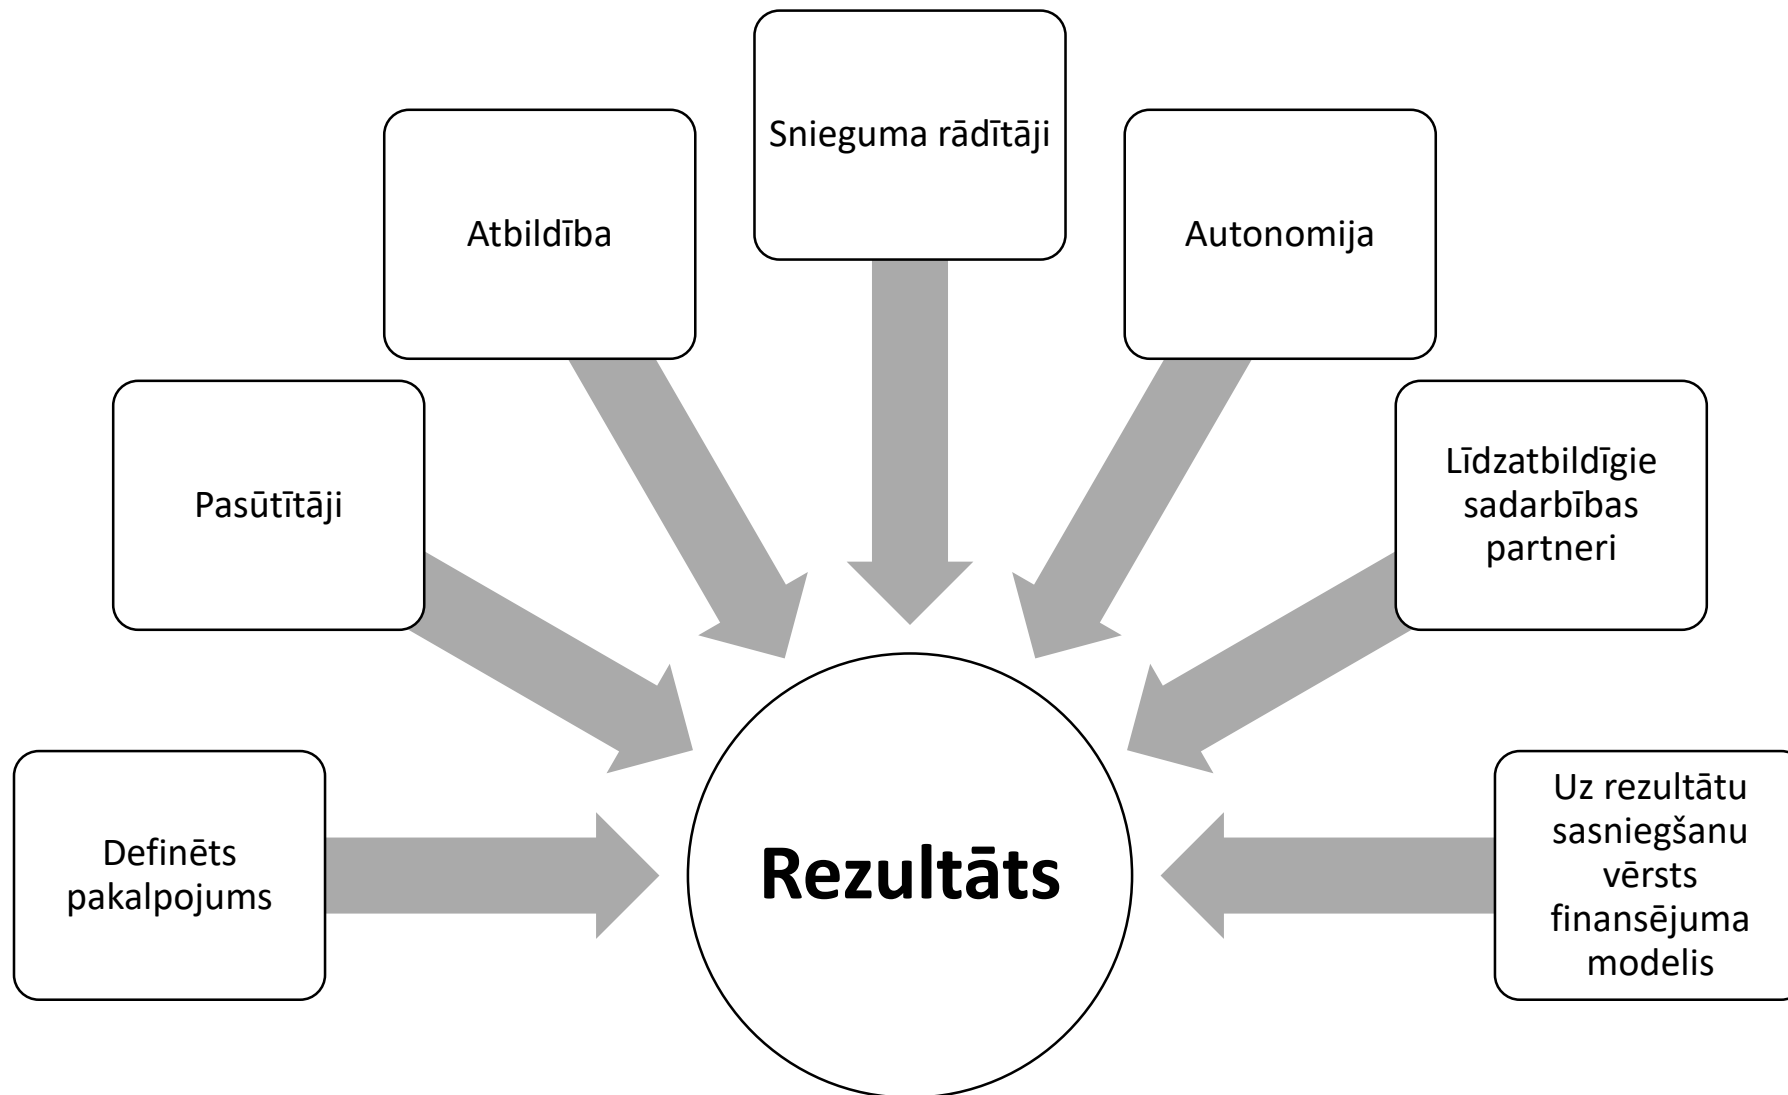 Snieguma rādītāji
Atbildība
Autonomija
Pasūtītāji
Līdzatbildīgie
sadarbības
partneri
Definēts
pakalpojums
Rezultāts
Uz rezultātu
sasniegšanu
vērsts
finansējuma
modelis